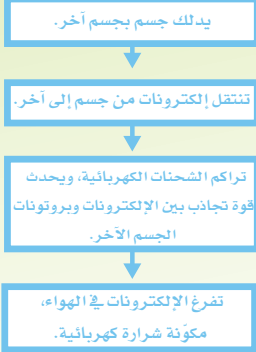 يدلك جسم بجسم آخر.
تنتقل إلكترونات من جسم إلى آخر.
تراكم الشحنات الكهربائية، ويحدث
قوة تجاذب بين الإلكترونات وبروتونات
الجسم الآخر.
تفرغ الإلكترونات في الهواء،
مكوّنة شرارة كهربائية.